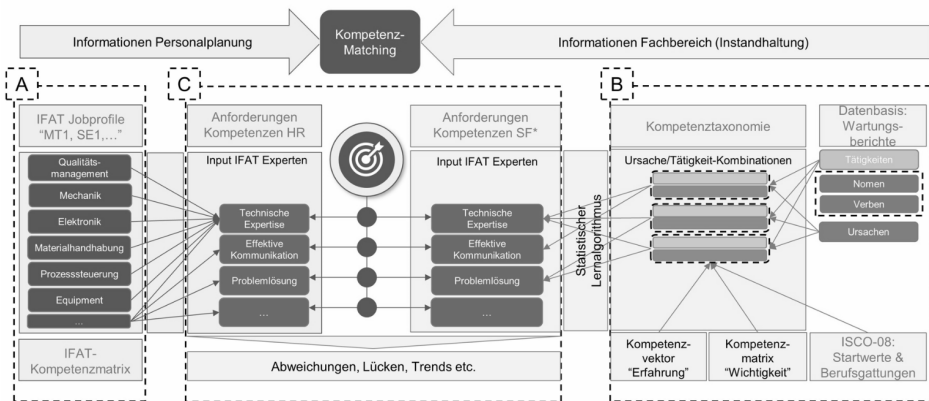 Informationen Personalplanung
Kompetenz-
Matching
Informationen Fachbereich (Instandhaltung)
A
C
B
IFAT Jobprofile
“MT1, SE1,…”
Qualitäts-
management
Mechanik
Elektronik
Materialhandhabung
Prozesssteuerung
Equipment
…
IFAT-
Kompetenzmatrix
Anforderungen
Kompetenzen HR
Input IFAT Experten
Technische
Expertise
Effektive
Kommunikation
Problemlösung
…
Anforderungen
Kompetenzen SF*
Input IFAT Experten
Technische
Expertise
Effektive
Kommunikation
Problemlösung
…
Abweichungen, Lücken, Trends etc.
Statistischer
Lernalgorithmus
Kompetenztaxonomie
Ursache/Tätigkeit-Kombinationen
Datenbasis:
Wartungs-
berichte
Tätigkeiten
Nomen
Verben
Ursachen
Kompetenz-
vektor
“Erfahrung”
Kompetenz-
matrix
“Wichtigkeit”
ISCO-08:
Startwerte &
Berufsgattungen